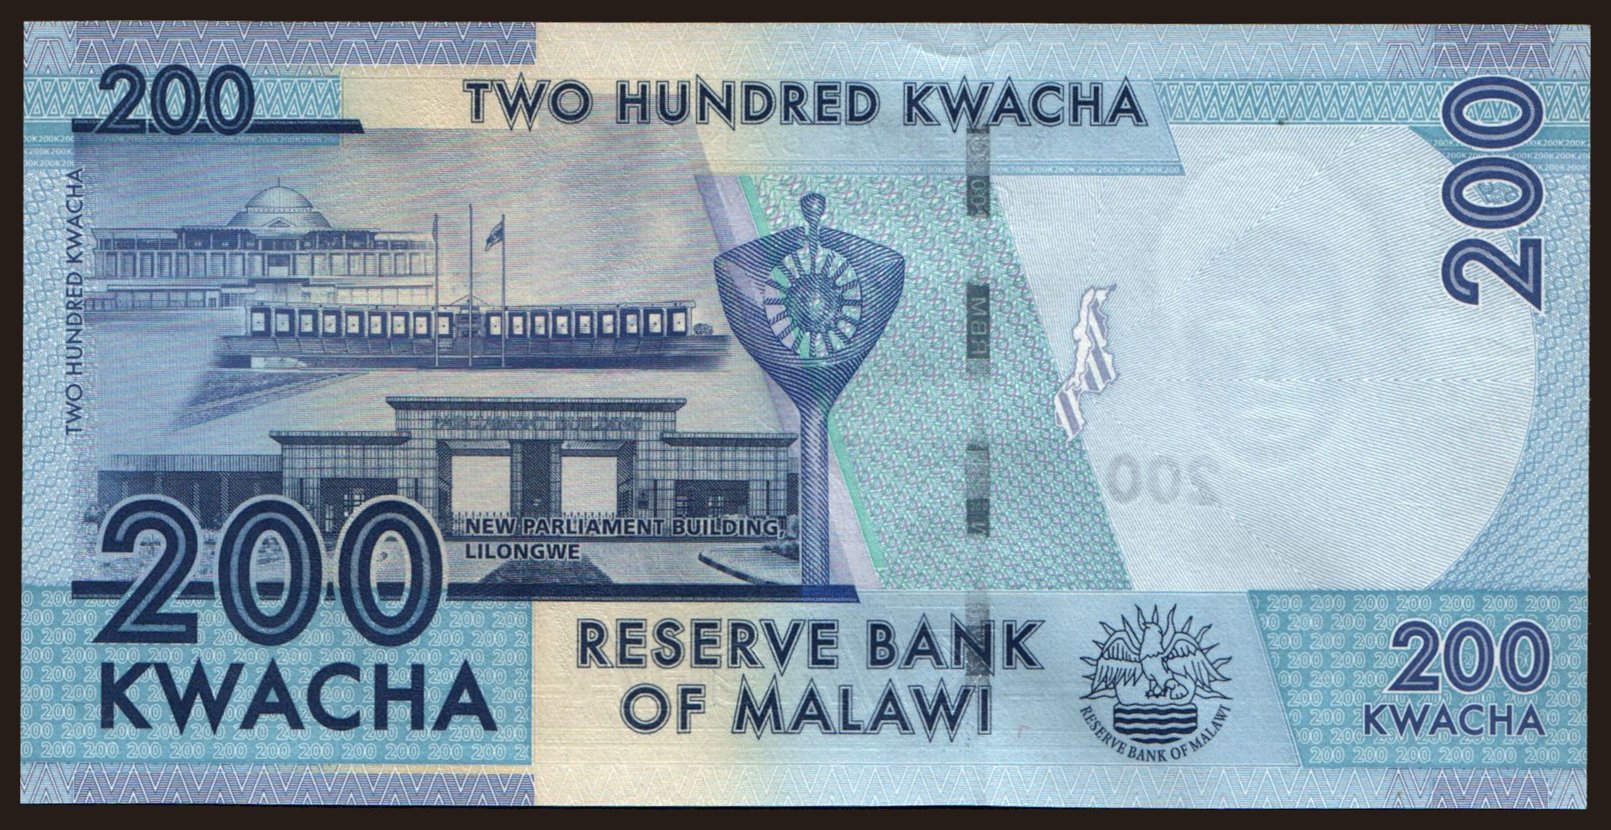 200
TWO HUNDRED KWACHA
200
TWO HUNDRED KWACHA
PARLIAMENT BUILDING
NEW PARLIAMENT BUILDING,
LILONGWE
200
KWACHA
RESERVE BANK
OF MALAWI
RESERVE BANK OF MALAWI
200
200
KWACHA